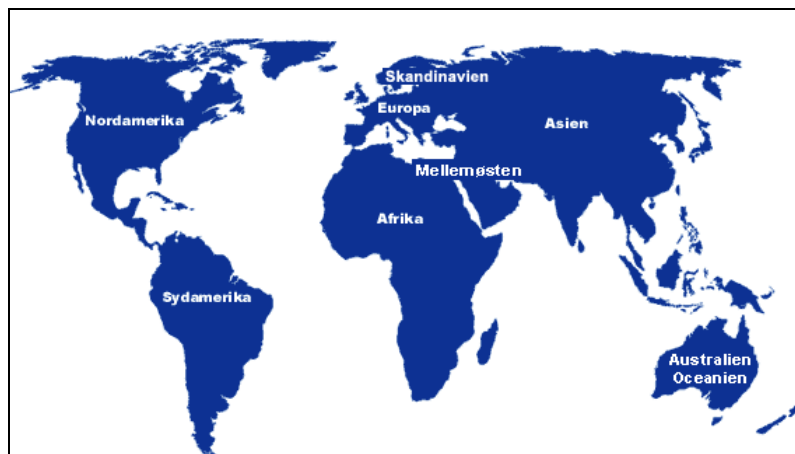 Skandinavien
Europa
Nordamerika
Asien
Mellemøsten
Afrika
Sydamerika
Australien
Oceanien